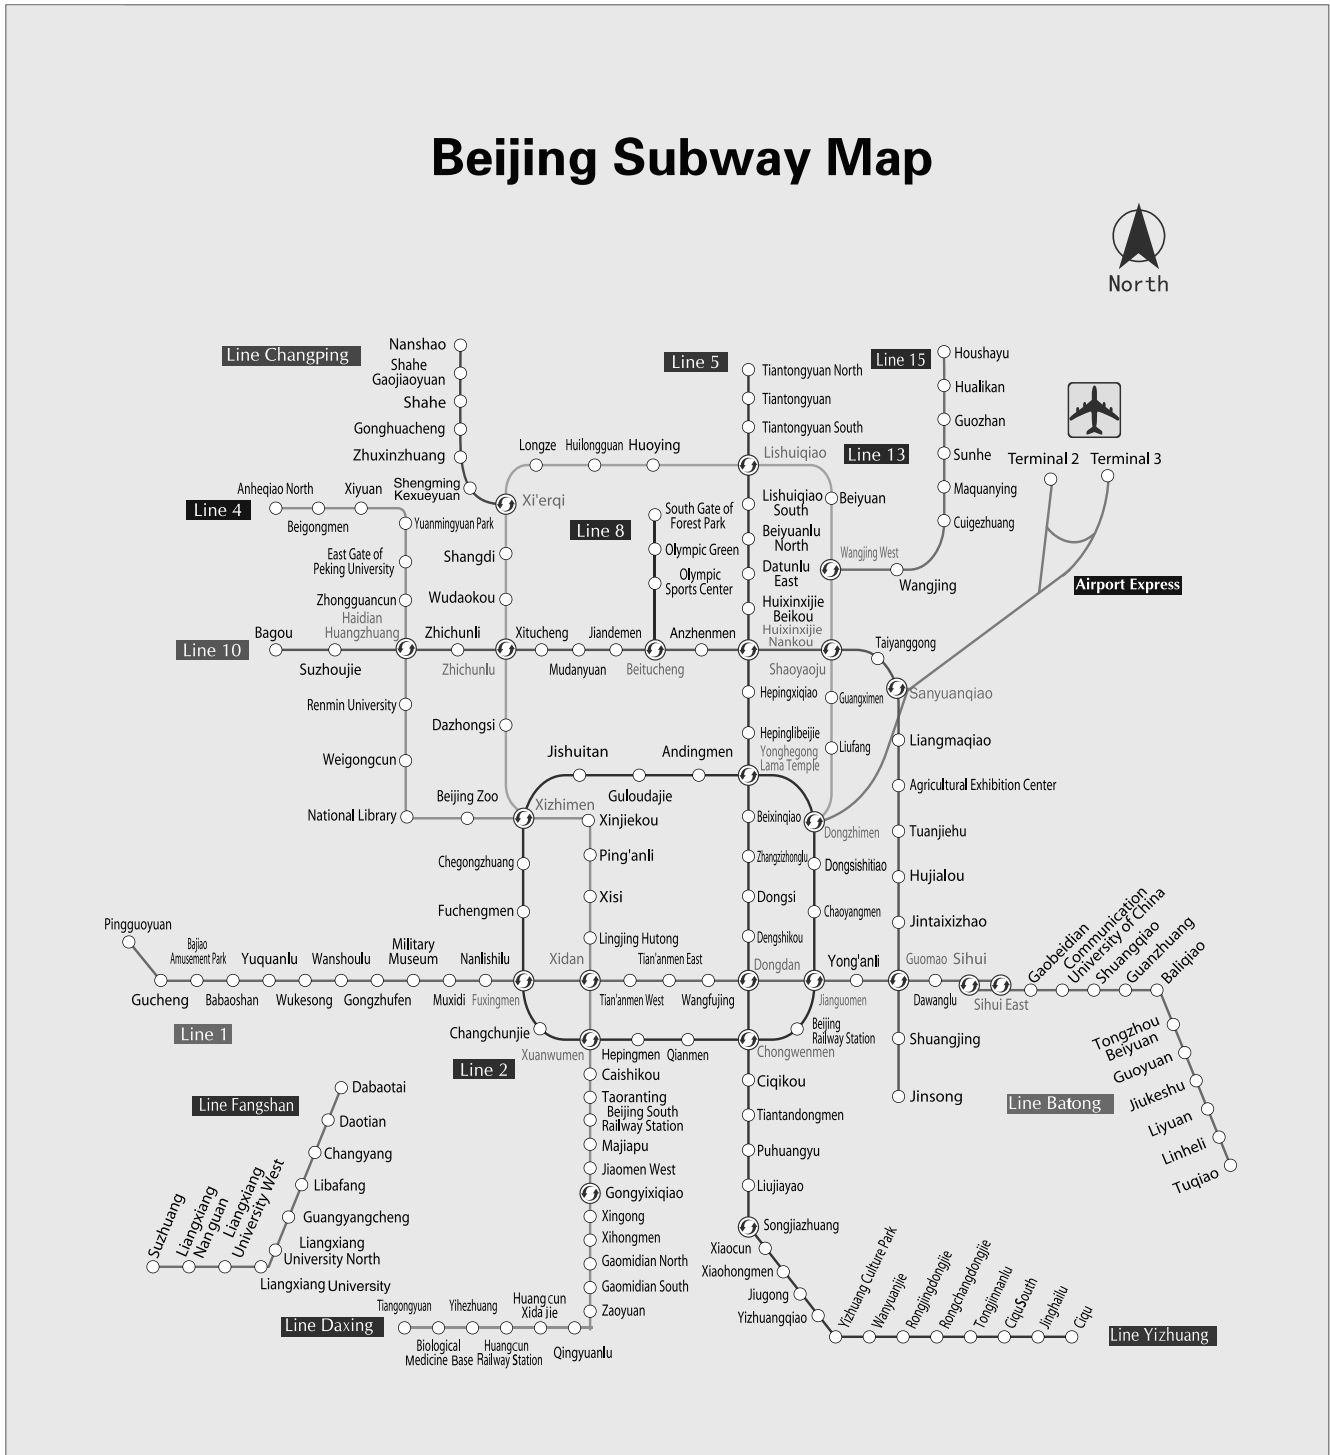 Beijing Subway Map
North
Line Changping
Nanshao
Shahe
Gaojiaoyuan
Shahe
Gonghuacheng
Zhuxinzhuang
Shengming
Kexueyuan
Xi'erqi
Line 5
Tiantongyuan North
Tiantongyuan
Tiantongyuan South
Lishuiqiao
Line 15
Houshayu
Hualikan
Guozhan
Sunhe
Maquanying
Cuigezhuang
Wangjing
Wangjing West
Line 13
Longze
Huilongguan
Huoying
Beiyuan
Terminal 2
Terminal 3
Airport Express
Line 4
Anheqiao North
Beigongmen
Xiyuan
Yuanmingyuan Park
East Gate of
Peking University
Zhongguancun
Haidian
Huangzhuang
Shangdi
Wudaokou
Line 8
South Gate of
Forest Park
Olympic Green
Olympic
Sports Center
Lishuiqiao
South
Beiyuanlu
North
Datunlu
East
Huixinxijie
Beikou
Huixinxijie
Nankou
Line 10
Bagou
Suzhoujie
Zhichunli
Zhichunlu
Xitucheng
Mudanyuan
Jiandemen
Beitucheng
Anzhenmen
Shaoyaoju
Taiyanggong
Sanyuanqiao
Renmin University
Weigongcun
National Library
Dazhongsi
Beijing Zoo
Hepingxiqiao
Hepinglibeijie
Yonghegong
Lama Temple
Guangximen
Liufang
Liangmaqiao
Agricultural Exhibition Center
Tuanjiehu
Hujialou
Jintaixizhao
Jishuitan
Guloudajie
Andingmen
Xizhimen
Xinjiekou
Ping'anli
Xisi
Lingjing Hutong
Chegongzhuang
Fuchengmen
Beixinqiao
Zhangzizhonglu
Dongsi
Dengshikou
Dongzhimen
Dongsishitiao
Chaoyangmen
Pingguoyuan
Gucheng
Bajiao
Amusement Park
Babaoshan
Yuquanlu
Wukesong
Wanshoulu
Gongzhufen
Military
Museum
Muxidi
Nanlishilu
Fuxingmen
Xidan
Tian'anmen West
Tian'anmen East
Wangfujing
Dongdan
Jianguomen
Yong'anli
Guomao
Dawanglu
Sihui
Sihui East
Gaobeidian
Communication
University of China
Shuangqiao
Guanzhuang
Baliqiao
Tongzhou
Beiyuan
Guoyuan
Jiukeshu
Liyuan
Linheli
Tuqiao
Line Batong
Line 1
Line 2
Changchunjie
Xuanwumen
Hepingmen
Qianmen
Chongwenmen
Beijing
Railway Station
Shuangjing
Jinsong
Caishikou
Taoranting
Beijing South
Railway Station
Majiapu
Jiaomen West
Gongyixiqiao
Xingong
Xihongmen
Gaomidian North
Gaomidian South
Zaoyuan
Ciqikou
Tiantandongmen
Puhuangyu
Liujiayao
Songjiazhuang
Xiaocun
Xiaohongmen
Jiugong
Yizhuangqiao
Yizhuang Culture Park
Wanyuanjie
Rongjingdongjie
Rongchangdongjie
Tongjinnanlu
CiquSouth
Jinghailu
Ciqu
Line Yizhuang
Line Fangshan
Dabaotai
Daotian
Changyang
Libafang
Guangyangcheng
Liangxiang
University North
Liangxiang University
Liangxiang
University West
Liangxiang
Nan guan
Suzhuang
Line Daxing
Tiangongyuan
Biological
Medicine Base
Yihezhuang
Huangcun
Railway Station
Huang cun
Xida Jie
Qingyuanlu